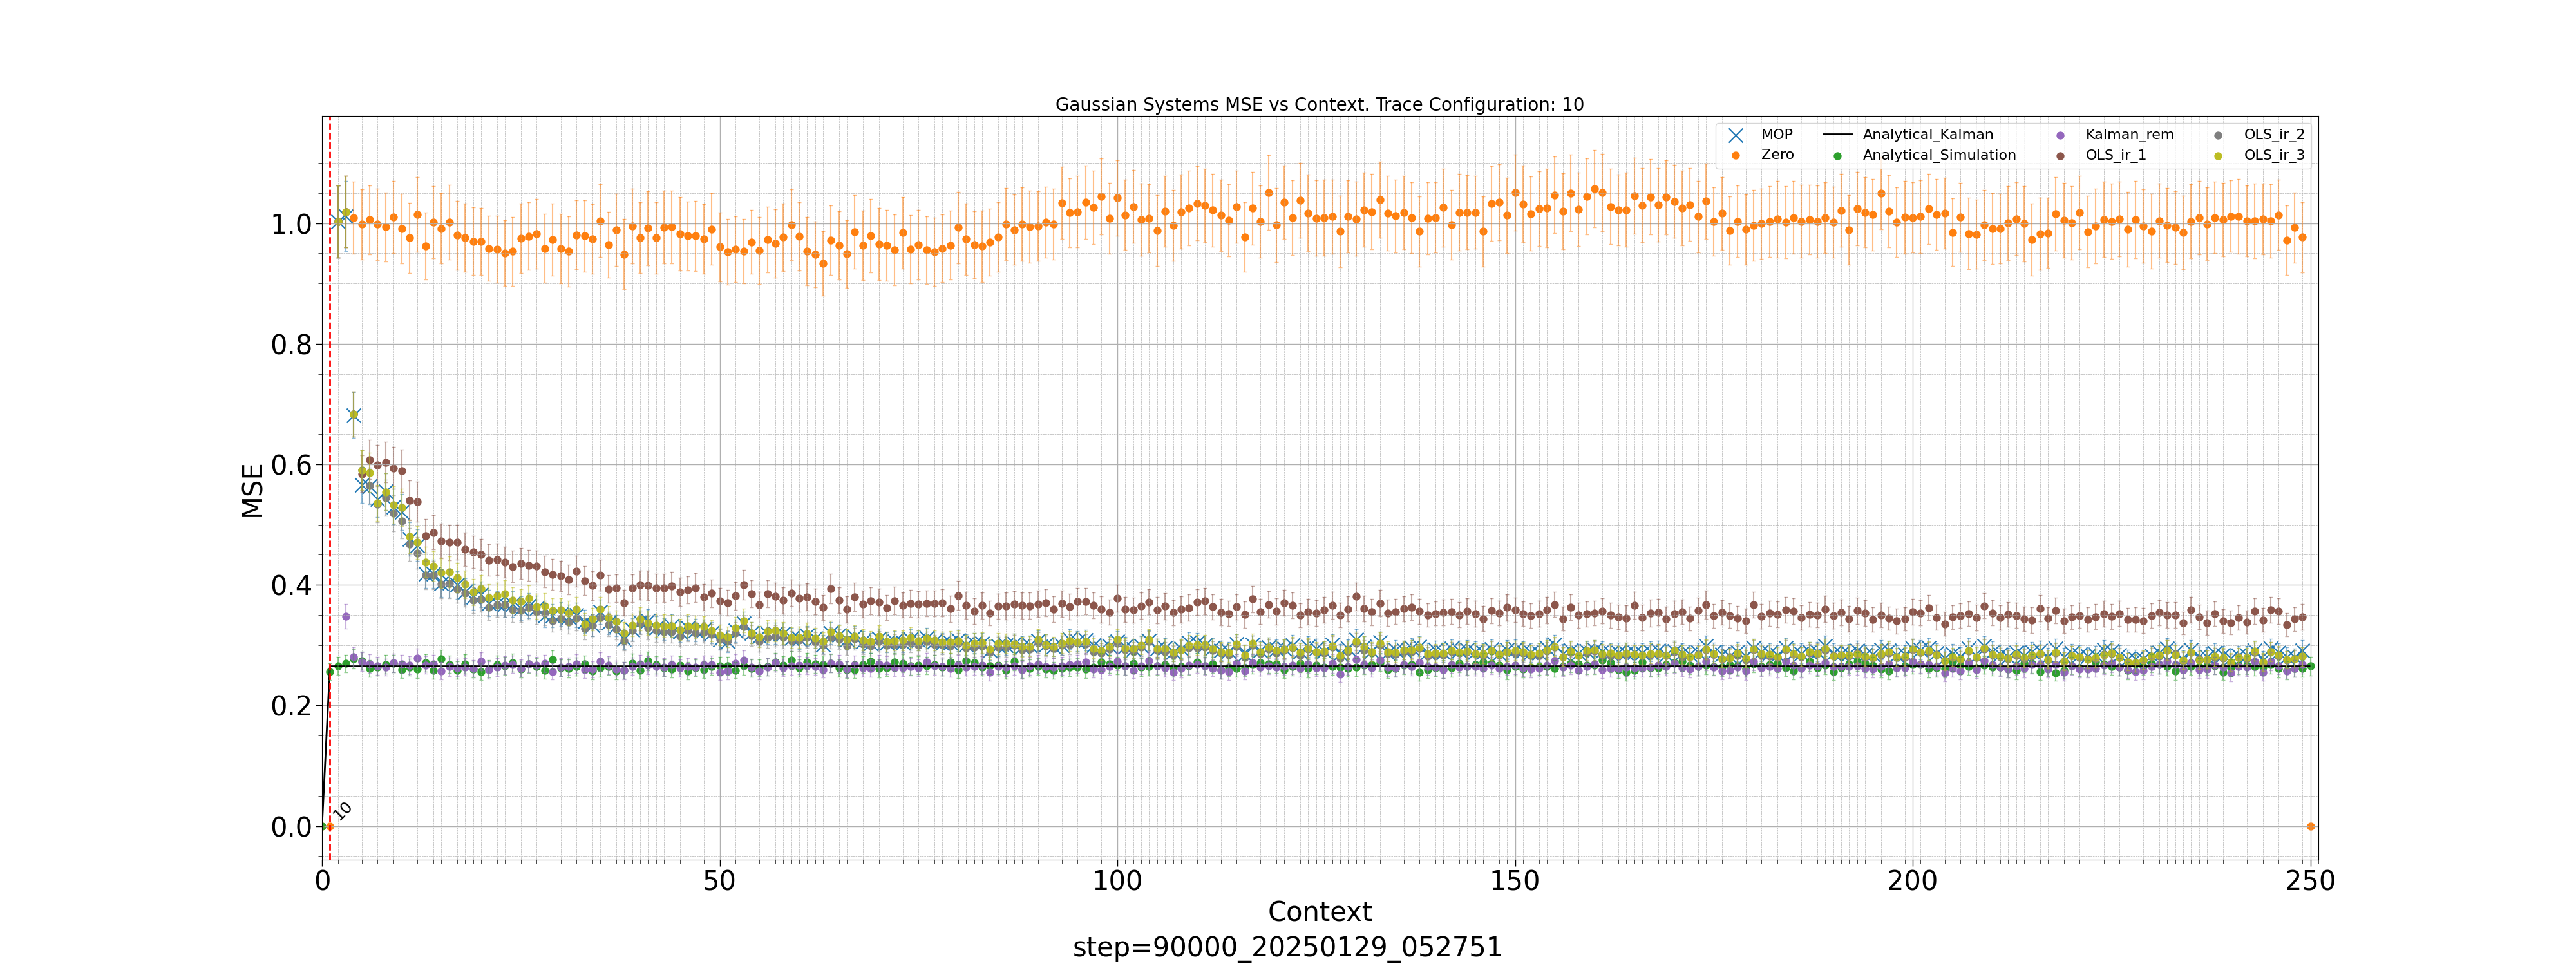 Gaussian Systems MSE vs Context. Trace Configuration: 10
MOP
Zero
Analytical_Kalman
Analytical_Simulation
Kalman_rem
OLS_ir_1
OLS_ir_2
OLS_ir_3
MSE
1.0
0.8
0.6
0.4
0.2
0.0
10
0
50
100
150
200
250
Context
step=90000_20250129_052751